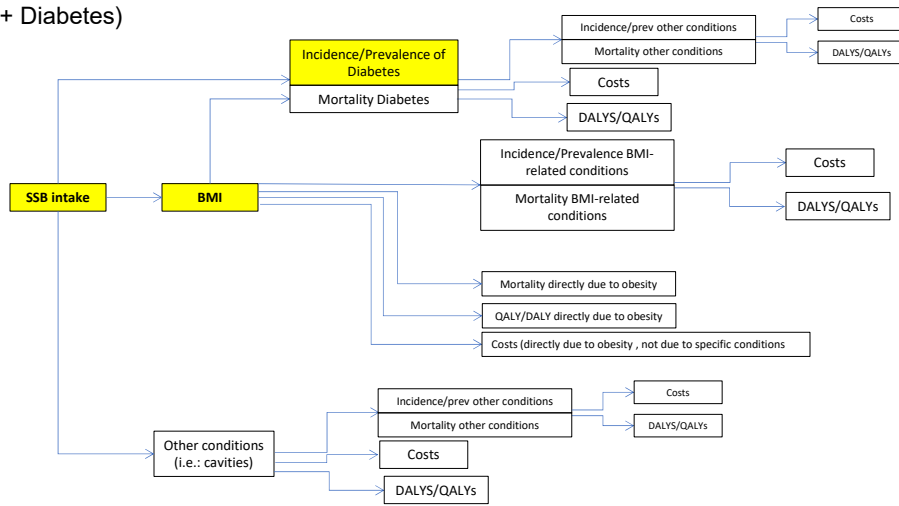 + Diabetes)
Incidence/prev other conditions
Mortality other conditions
Costs
DALYS/QALYs
Incidence/Prevalence of
Diabetes
Mortality Diabetes
Costs
DALYS/QALYs
Incidence/Prevalence BMI-
related conditions
Mortality BMI-related
conditions
Costs
DALYS/QALYs
SSB intake
BMI
Mortality directly due to obesity
QALY/DALY directly due to obesity
Costs (directly due to obesity , not due to specific conditions
Incidence/prev other conditions
Mortality other conditions
Costs
DALYS/QALYs
Other conditions
(i.e.: cavities)
Costs
DALYS/QALYs